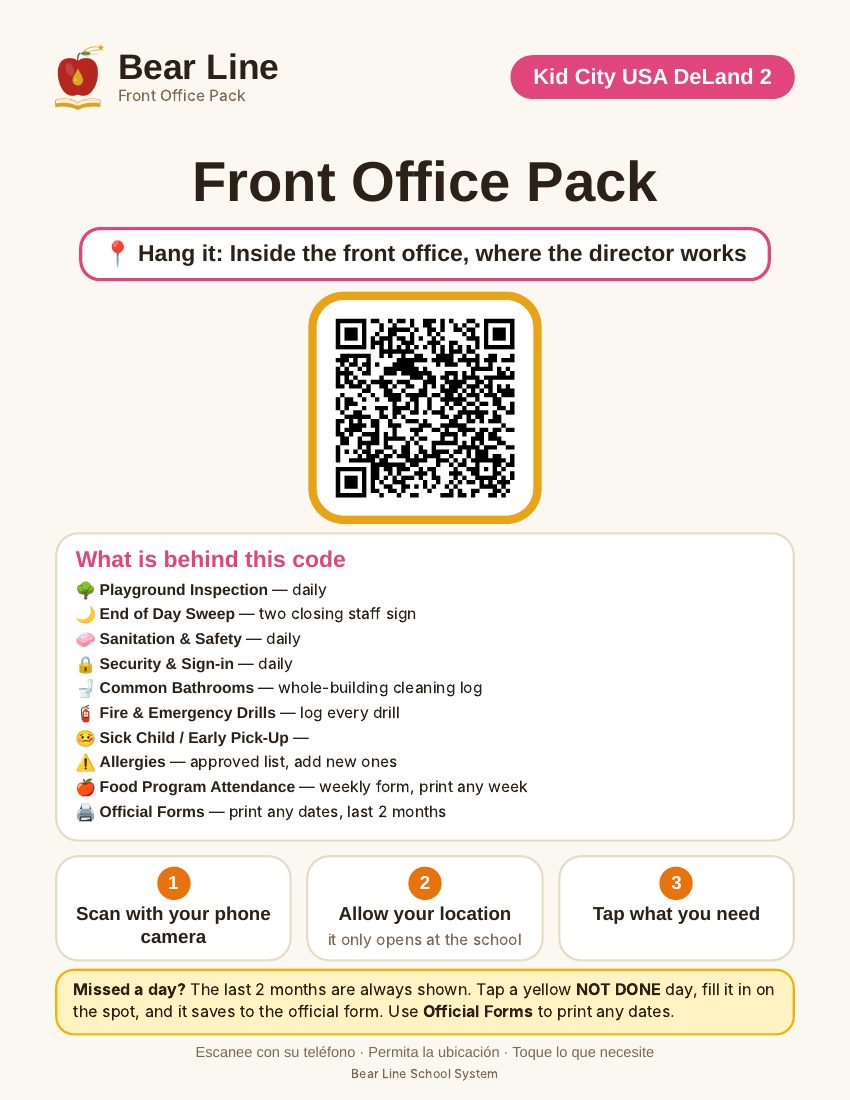 Bear Line
Front Office Pack
Kid City USA DeLand 2
Front Office Pack
📍 Hang it: Inside the front office, where the director works
What is behind this code
🌳 Playground Inspection — daily
🌙 End of Day Sweep — two closing staff sign
🧼 Sanitation & Safety — daily
🔒 Security & Sign-in — daily
🚽 Common Bathrooms — whole-building cleaning log
🧯 Fire & Emergency Drills — log every drill
🤒 Sick Child / Early Pick-Up —
⚠️ Allergies — approved list, add new ones
🍎 Food Program Attendance — weekly form, print any week
🖨️ Official Forms — print any dates, last 2 months
1
Scan with your phone
camera
2
Allow your location
it only opens at the school
3
Tap what you need
Missed a day? The last 2 months are always shown. Tap a yellow NOT DONE day, fill it in on
the spot, and it saves to the official form. Use Official Forms to print any dates.
Escanee con su teléfono · Permita la ubicación · Toque lo que necesite
Bear Line School System